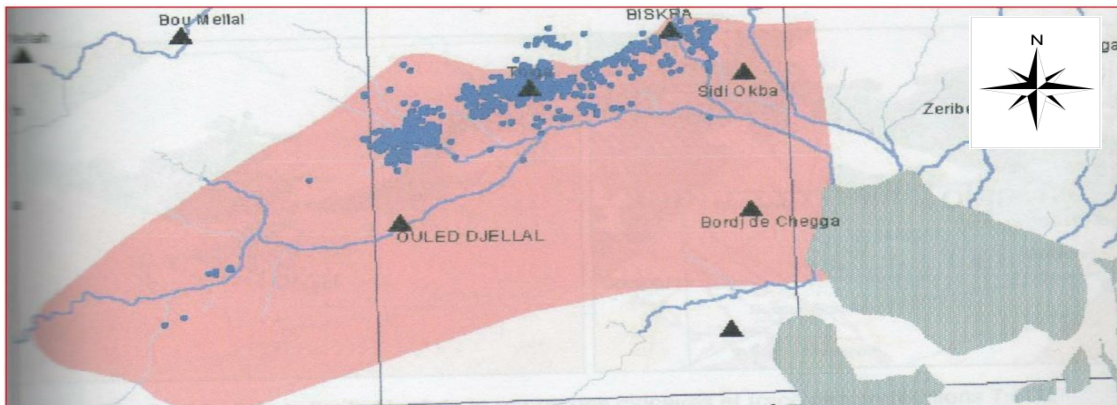 Bou Mellal
BISKRA
N
Tolga
Sidi Okba
Zeribe
OULED DJELLAL
Bordj de Chegga